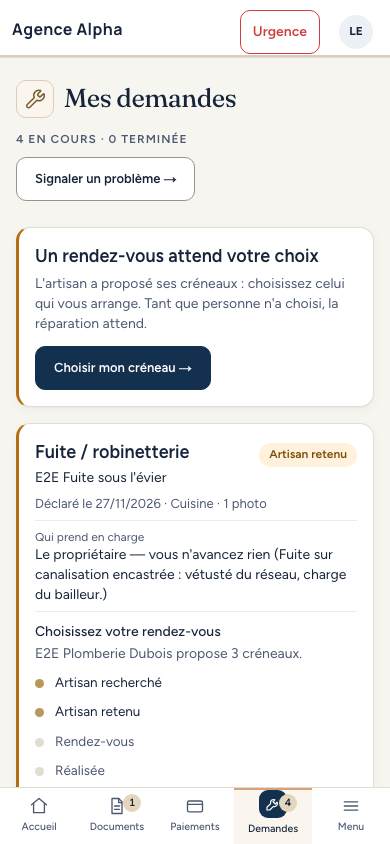 Agence Alpha
Urgence
LE
Mes demandes
4 EN COURS · 0 TERMINÉE
Signaler un problème →
Un rendez-vous attend votre choix
L'artisan a proposé ses créneaux : choisissez celui
qui vous arrange. Tant que personne n'a choisi, la
réparation attend.
Choisir mon créneau →
Fuite / robinetterie
Artisan retenu
E2E Fuite sous l'évier
Déclaré le 27/11/2026 · Cuisine · 1 photo
Qui prend en charge
Le propriétaire — vous n'avancez rien (Fuite sur
canalisation encastrée : vétusté du réseau, charge
du bailleur.)
Choisissez votre rendez-vous
E2E Plomberie Dubois propose 3 créneaux.
Artisan recherché
Artisan retenu
Rendez-vous
Réalisée
1
4
Accueil
Documents
Paiements
Demandes
Menu